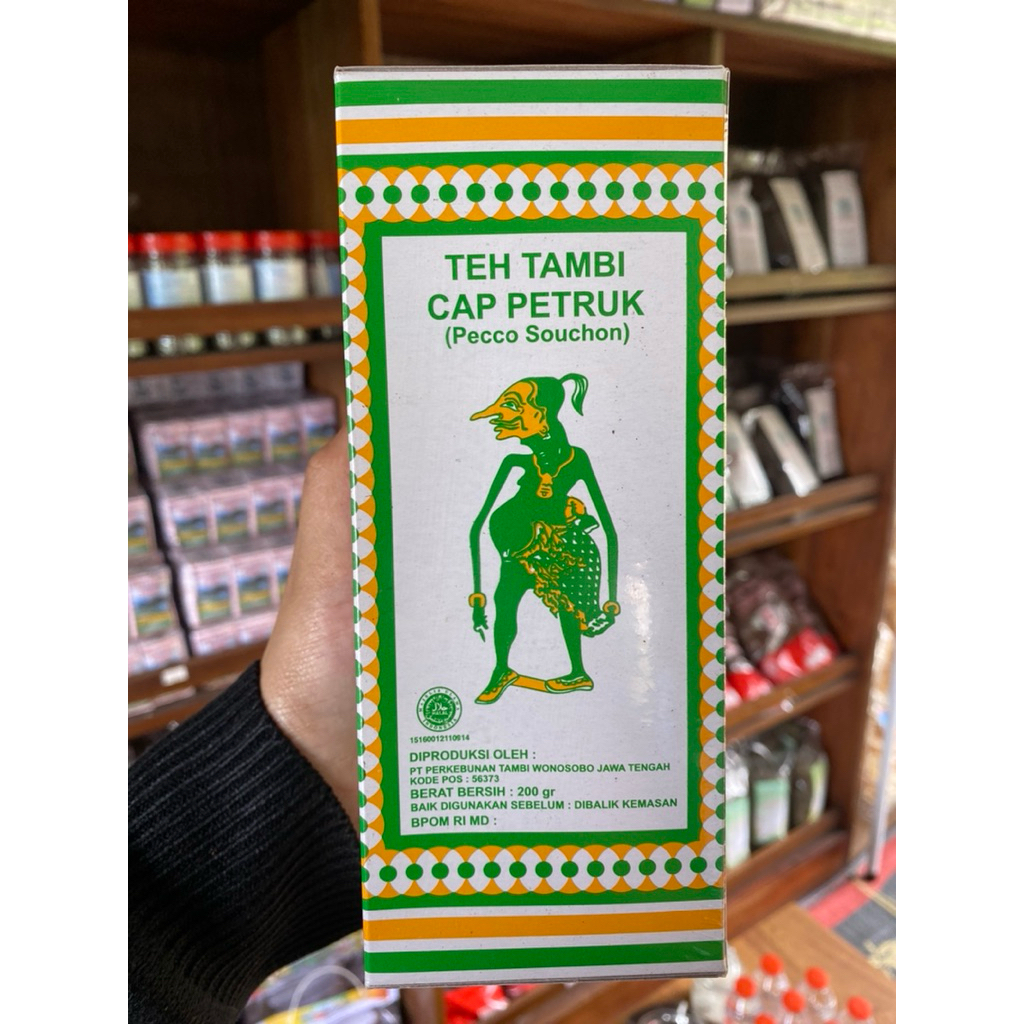 TEH TAMBI
CAP PETRUK
(Pecco Souchon)
15160012110914
DIPRODUKSI OLEH :
PT PERKEBUNAN TAMBI WONOSOBO JAWA TENGAH
KODE POS : 56373
BERAT BERSIH : 200 gr
BAIK DIGUNAKAN SEBELUM : DIBALIK KEMASAN
BPOM RI MD :